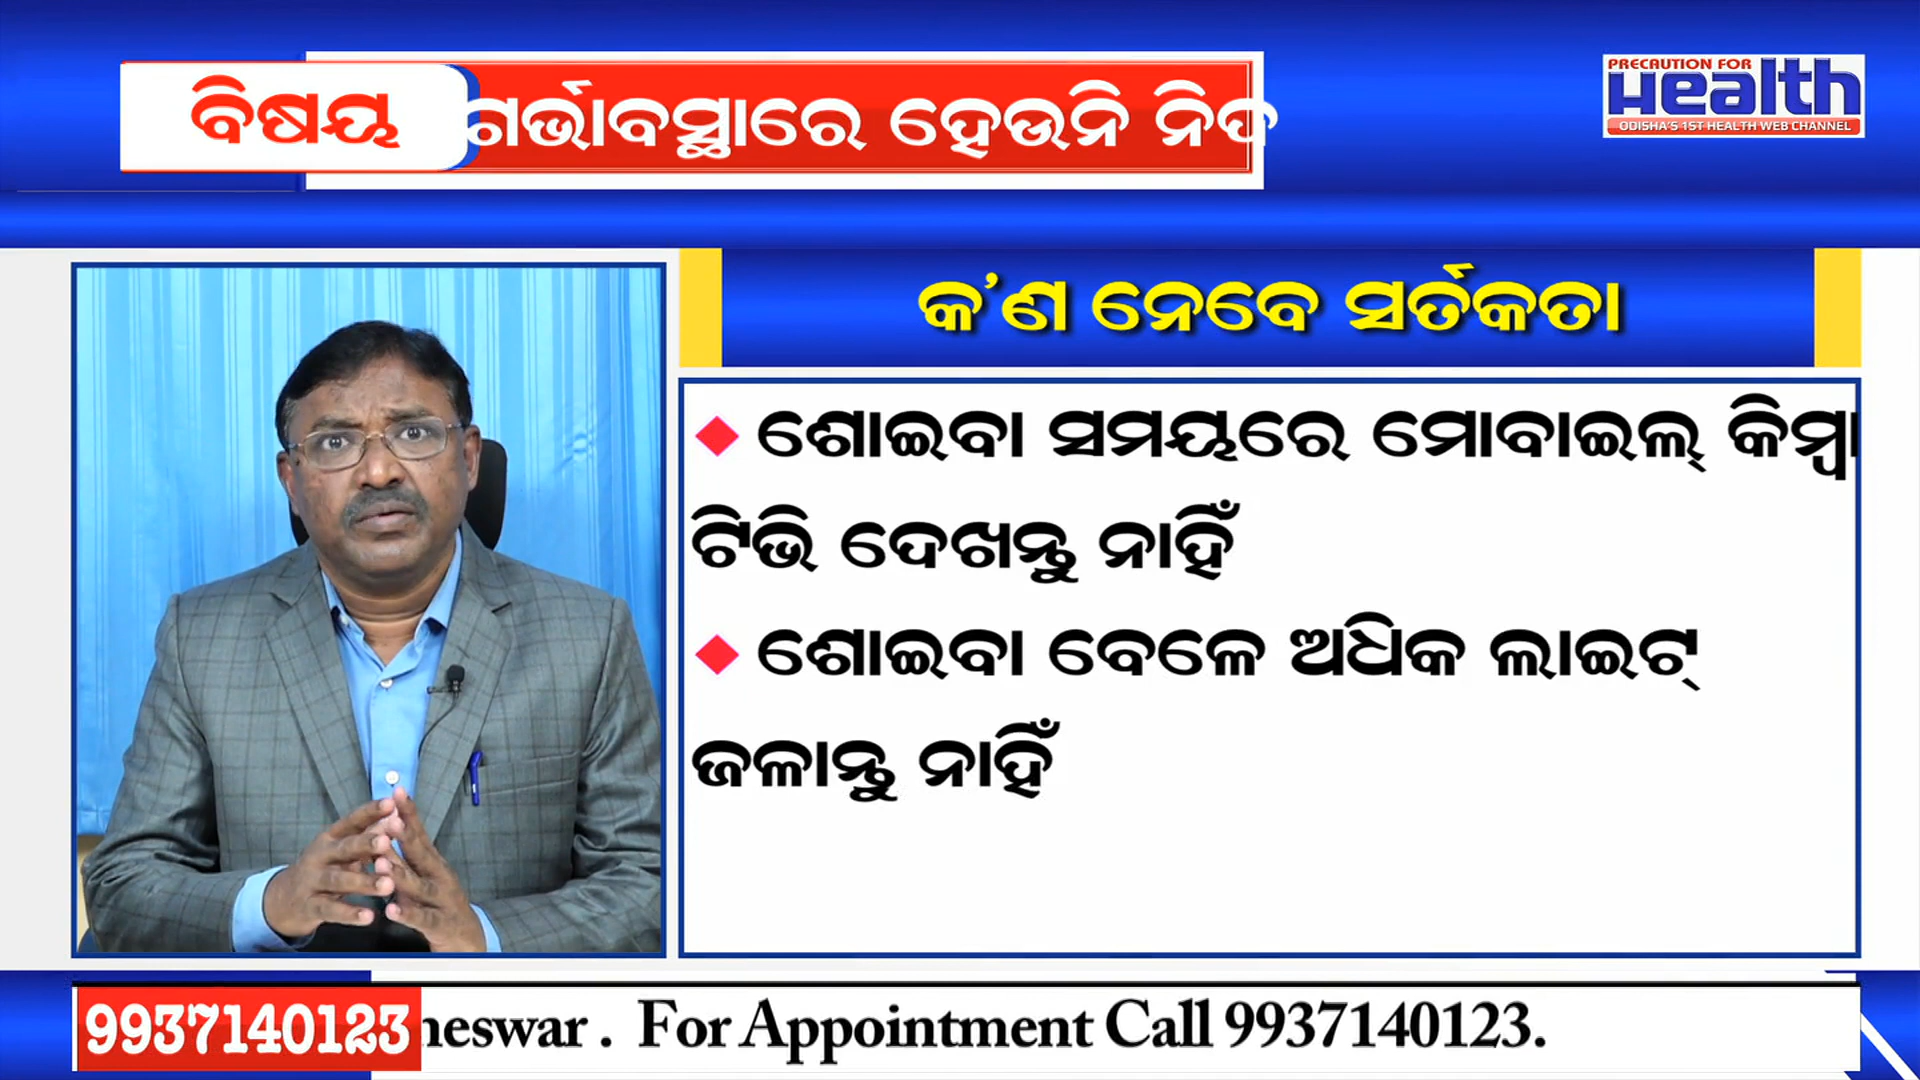 ବିଷୟ
ଗର୍ଭାବସ୍ଥାରେ ହେଉନି
PRECAUTION FOR
Health
ODISHA'S 1ST HEALTH WEB CHANNEL
କ'ଣ ନେବେ ସର୍ତକତା
◆ ଶୋଇବା ସମୟରେ ମୋବାଇଲ୍ କିମ୍ବା
ଟିଭି ଦେଖନ୍ତୁ ନାହିଁ
◆ ଶୋଇବା ବେଳେ ଅଧିକ ଲାଇଟ୍
ଜଳାନ୍ତୁ ନାହିଁ
9937140123
neswar . For Appointment Call 9937140123.